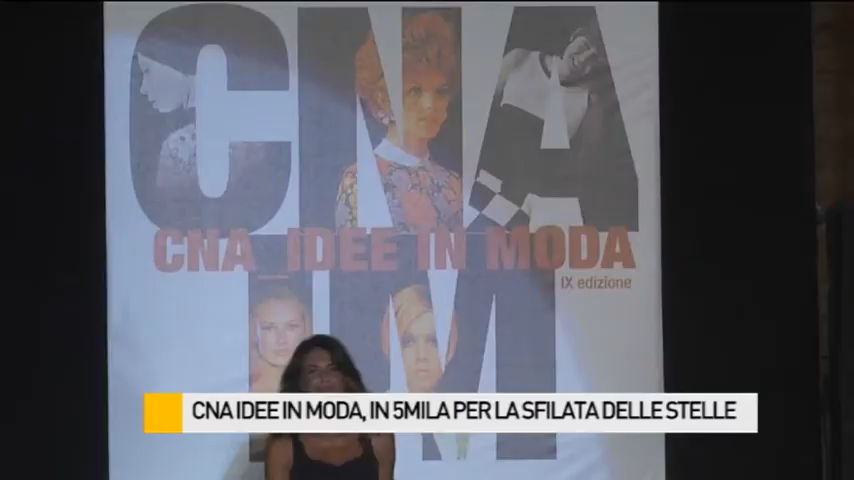 CNA
CNA IDEE IN MODA
IX edizione
IM
CNA IDEE IN MODA, IN 5MILA PER LA SFILATA DELLE STELLE